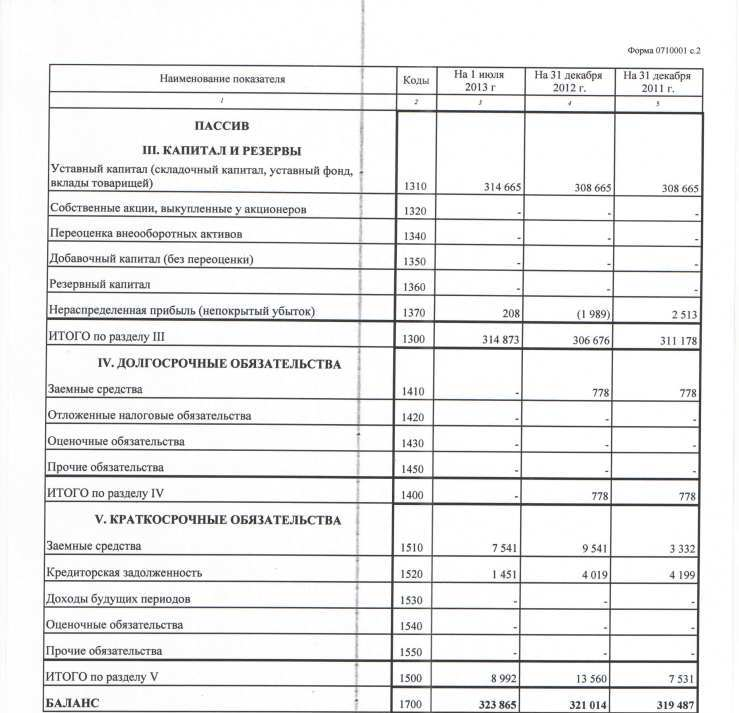 Форма 0710001 с.2
Наименование показателя Коды На 1 июля 2013 г На 31 декабря 2012 г. На 31 декабря 2011 г.
1 2 3 4 5
ПАССИВ
III. КАПИТАЛ И РЕЗЕРВЫ
Уставный капитал (складочный капитал, уставный фонд,
вклады товарищей) 1310 314 665 308 665 308 665
Собственные акции, выкупленные у акционеров 1320 - - -
Переоценка внеоборотных активов 1340 - - -
Добавочный капитал (без переоценки) 1350 - - -
Резервный капитал 1360 - - -
Нераспределенная прибыль (непокрытый убыток) 1370 208 (1 989) 2 513
ИТОГО по разделу III 1300 314 873 306 676 311 178
IV. ДОЛГОСРОЧНЫЕ ОБЯЗАТЕЛЬСТВА
Заемные средства 1410 - 778 778
Отложенные налоговые обязательства 1420 - - -
Оценочные обязательства 1430 - - -
Прочие обязательства 1450 - - -
ИТОГО по разделу IV 1400 - 778 778
V. КРАТКОСРОЧНЫЕ ОБЯЗАТЕЛЬСТВА
Заемные средства 1510 7 541 9 541 3 332
Кредиторская задолженность 1520 1 451 4 019 4 199
Доходы будущих периодов 1530 - - -
Оценочные обязательства 1540 - - -
Прочие обязательства 1550 - - -
ИТОГО по разделу V 1500 8 992 13 560 7 531
БАЛАНС 1700 323 865 321 014 319 487